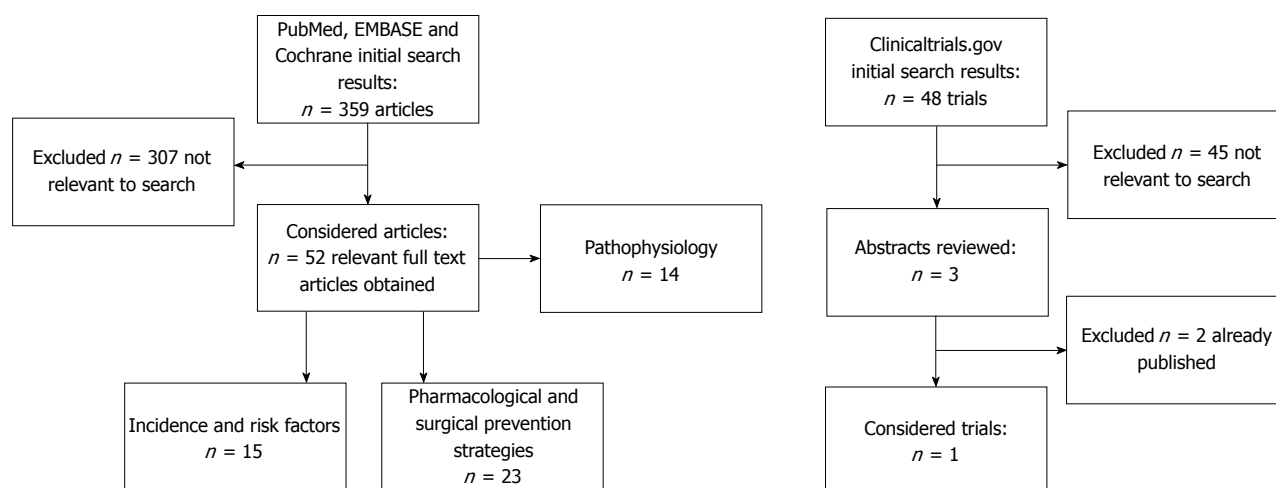 PubMed, EMBASE and
Cochrane initial search
results:
n = 359 articles
Excluded n = 307 not
relevant to search
Considered articles:
n = 52 relevant full text
articles obtained
Pathophysiology
n = 14
Incidence and risk factors
n = 15
Pharmacological and
surgical prevention
strategies
n = 23
Clinicaltrials.gov
initial search results:
n = 48 trials
Excluded n = 45 not
relevant to search
Abstracts reviewed:
n = 3
Excluded n = 2 already
published
Considered trials:
n = 1